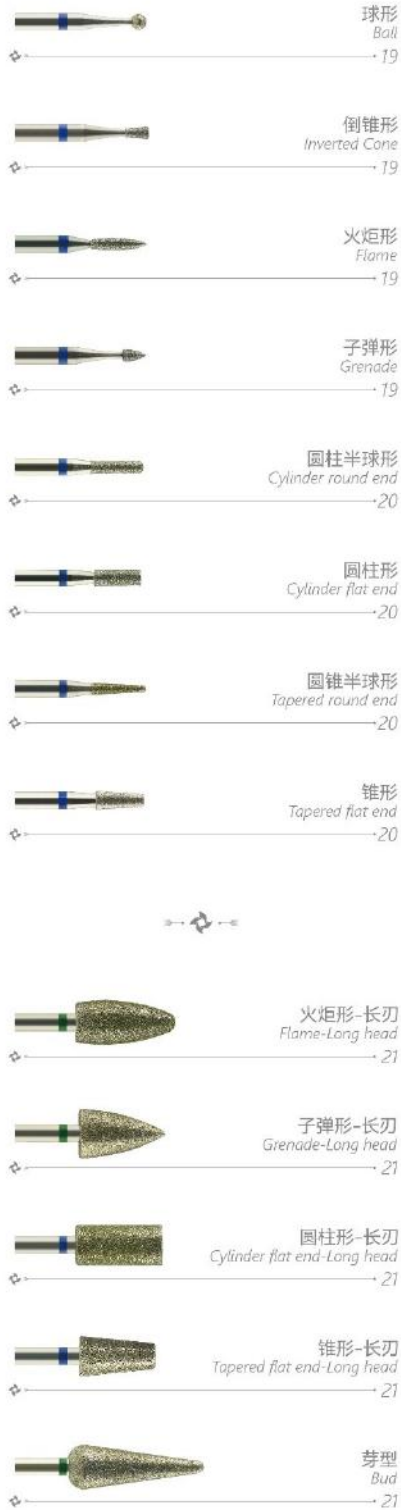 球形
Ball
19
倒锥形
Inverted Cone
19
火炬形
Flame
19
子弹形
Grenade
19
圆柱半球形
Cylinder round end
20
圆柱形
Cylinder flat end
20
圆锥半球形
Tapered round end
20
锥形
Tapered flat end
20
火炬形-长刃
Flame-Long head
21
子弹形-长刃
Grenade-Long head
21
圆柱形-长刃
Cylinder flat end-Long head
21
锥形-长刃
Tapered flat end-Long head
21
芽型
Bud
21